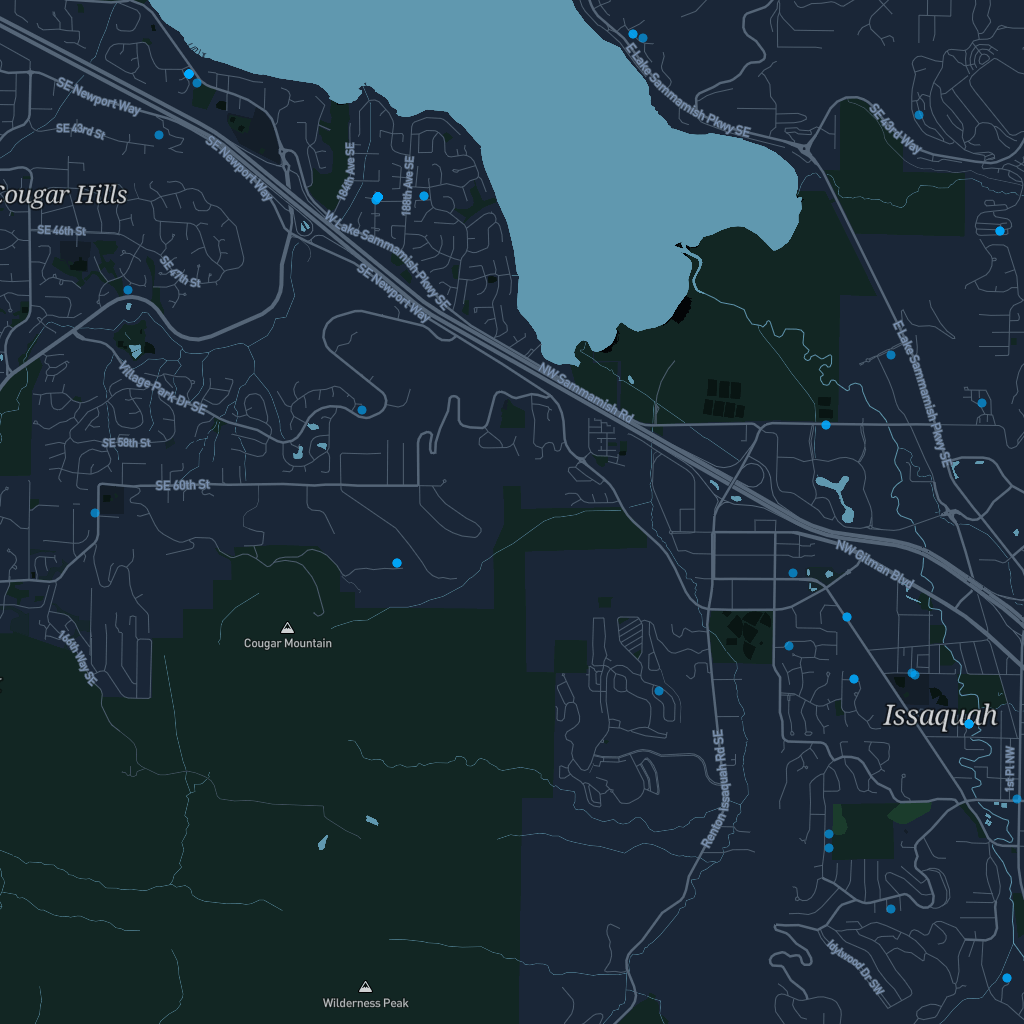 E Lake Sammamish Pkwy SE
SE Newport Way
SE 43rd St
SE 43rd Way
SE Newport Way
184th Ave SE
188th Ave SE
Cougar Hills
SE 46th St
W Lake Sammamish Pkwy SE
SE 47th St
SE Newport Way
E Lake Sammamish Pkwy SE
Village Park Dr SE
NW Sammamish Rd
SE 58th St
SE 60th St
NW Gilman Blvd
Cougar Mountain
166th Way SE
Issaquah
Renton Issaquah Rd SE
1st Pl NW
Idylwood Dr SW
Wilderness Peak